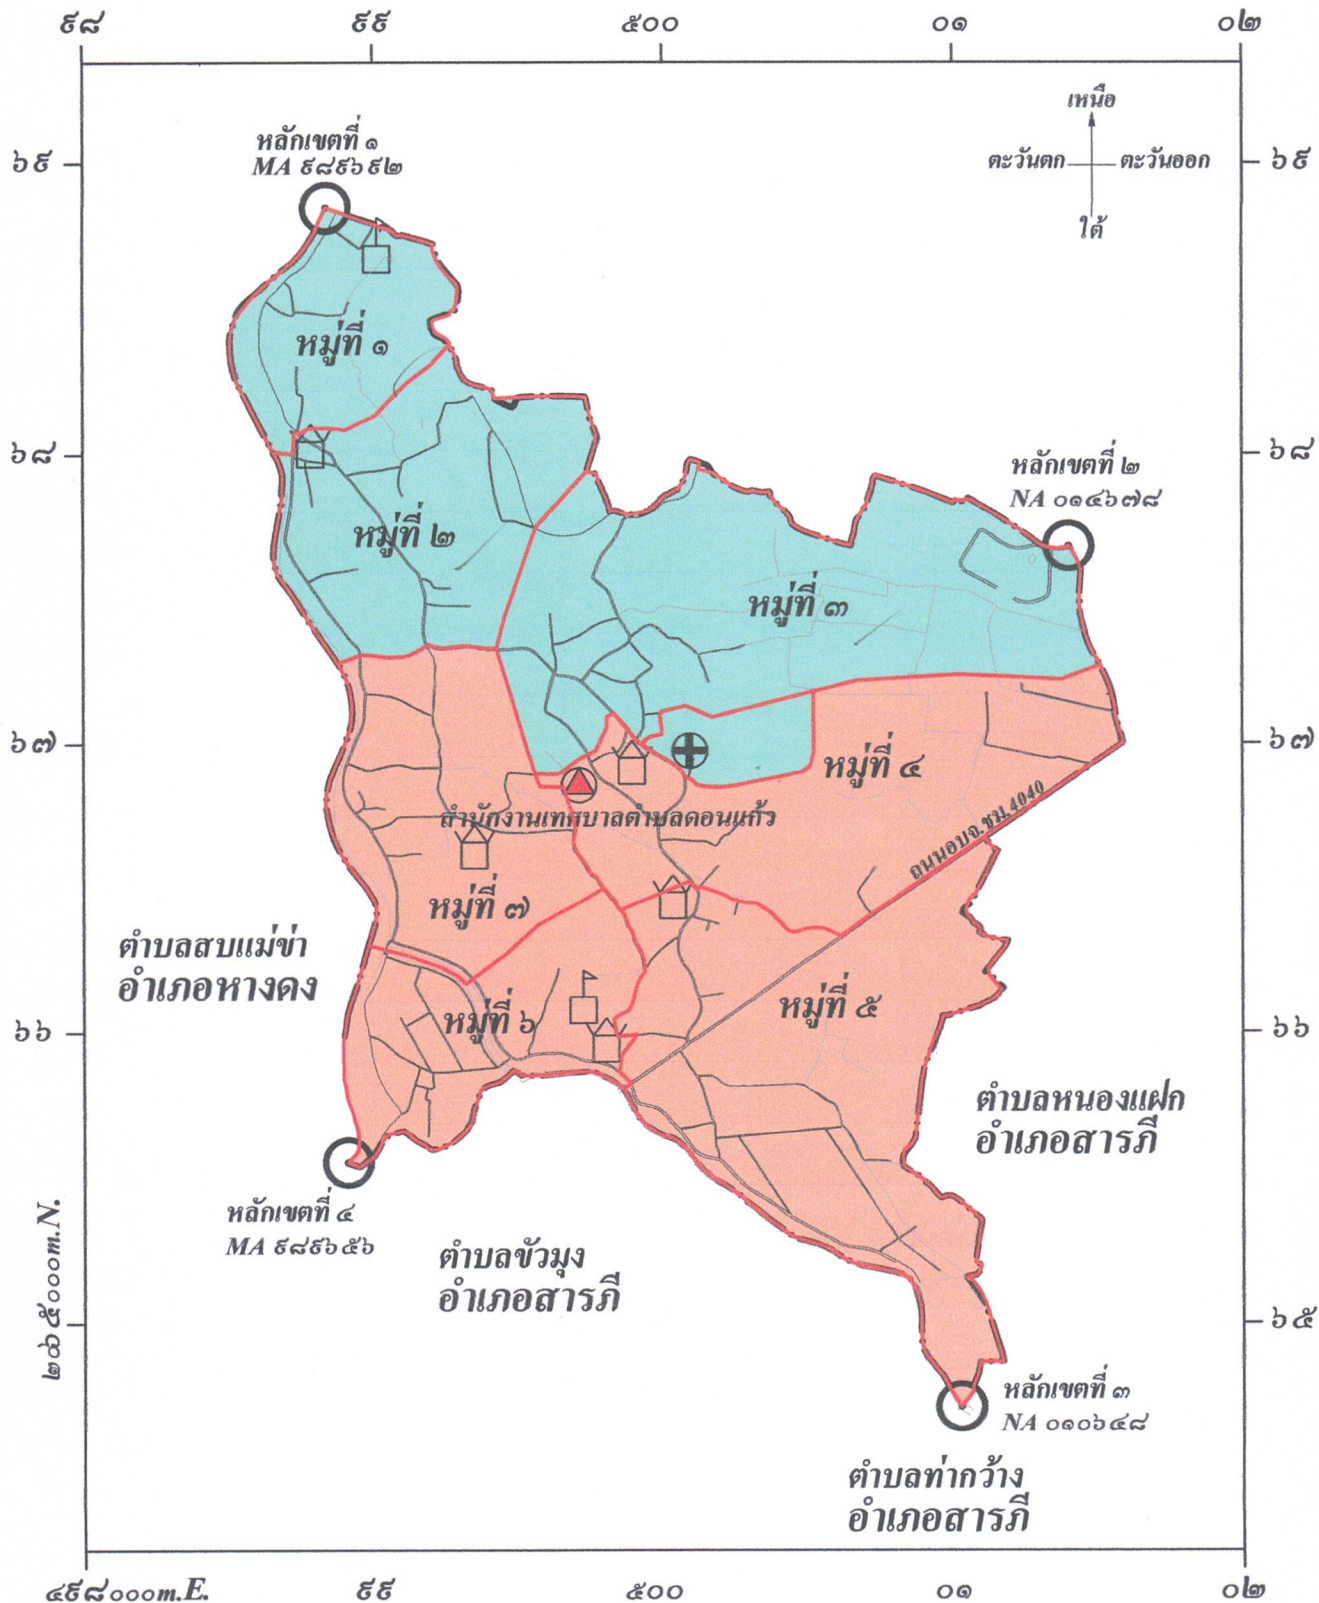 ๙๘ ๙๙ ๕๐๐ ๐๑ ๐๒
เหนือ
ตะวันตก ตะวันออก
ใต้
หลักเขตที่ ๑
MA ๙๘๙๖๙๒
๖๙ ๖๙
หมู่ที่ ๑
๖๘ ๖๘
หลักเขตที่ ๒
NA ๐๑๔๖๗๘
หมู่ที่ ๒
หมู่ที่ ๓
๖๗ ๖๗
หมู่ที่ ๔
สำนักงานเทศบาลตำบลดอนแก้ว
ถนนอบจ.ชม.4040
หมู่ที่ ๗
ตำบลสบแม่ข่า
อำเภอหางดง
หมู่ที่ ๖
หมู่ที่ ๕
๖๖ ๖๖
ตำบลหนองแฝก
อำเภอสารภี
หลักเขตที่ ๔
MA ๙๘๙๖๕๖
ตำบลขัวมุง
อำเภอสารภี
๒๐๖๕๐๐๐m.N.
๖๕
หลักเขตที่ ๓
NA ๐๑๐๖๔๘
ตำบลท่ากว้าง
อำเภอสารภี
๔๙๘๐๐๐m.E. ๙๙ ๕๐๐ ๐๑ ๐๒